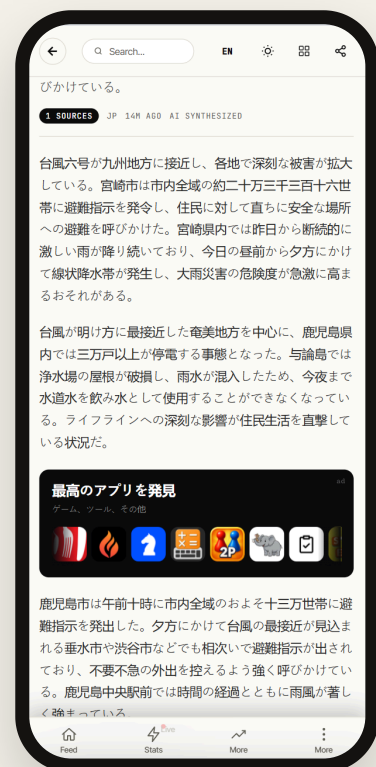 Search...
EN
びかけている。
1 SOURCES JP 14M AGO AI SYNTHESIZED
台風六号が九州地方に接近し、各地で深刻な被害が拡大
している。宮崎市は市内全域の約二十万三千三百十六世
帯に避難指示を発令し、住民に対して直ちに安全な場所
への避難を呼びかけた。宮崎県内では昨日から断続的に
激しい雨が降り続いており、今日の昼前から夕方にかけ
て線状降水帯が発生し、大雨災害の危険度が急激に高ま
るおそれがある。
台風が明け方に最接近した奄美地方を中心に、鹿児島県
内では三万戸以上が停電する事態となった。与論島では
浄水場の屋根が破損し、雨水が混入したため、今夜まで
水道水を飲み水として使用することができなくなってい
る。ライフラインへの深刻な影響が住民生活を直撃して
いる状況だ。
ad
最高のアプリを発見
ゲーム、ツール、その他
2P
鹿児島市は午前十時に市内全域のおよそ十三万世帯に避
難指示を発出した。夕方にかけて台風の最接近が見込ま
れる垂水市や渋谷市などでも相次いで避難指示が出され
ており、不要不急の外出を控えるよう強く呼びかけてい
る。鹿児島中央駅前では時間の経過とともに雨風が著し
く強まっている。
Live
Feed
Stats
More
More